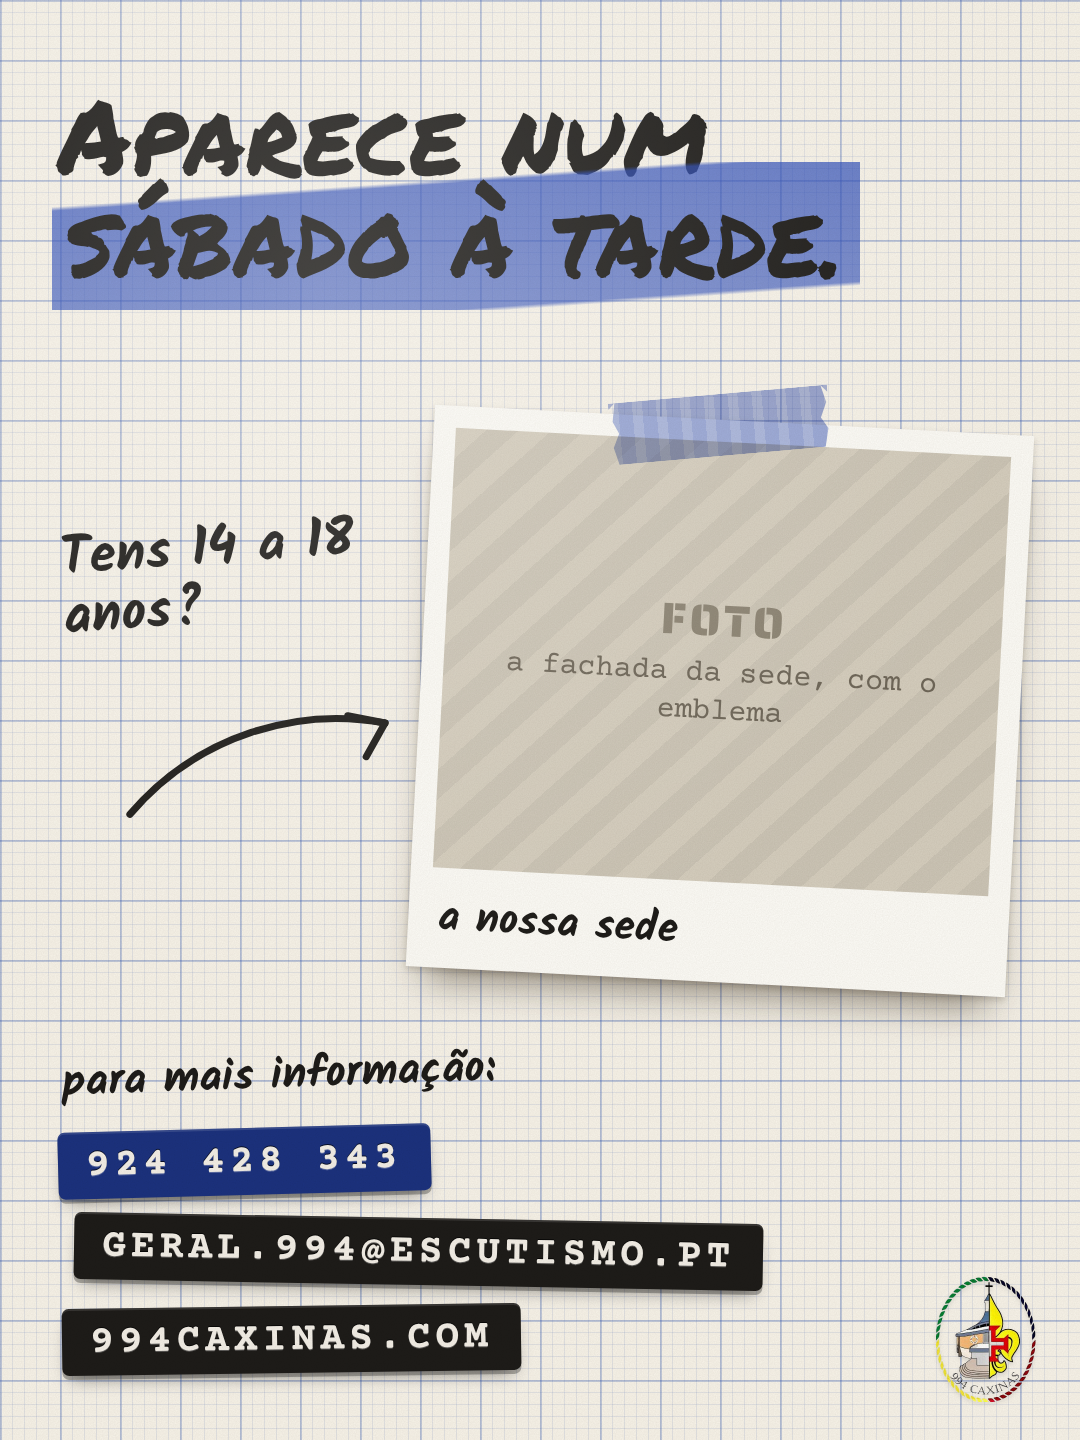 APARECE NUM
SÁBADO À TARDE.
Tens 14 a 18
anos?
FOTO
a fachada da sede, com o
emblema
a nossa sede
para mais informação:
924 428 343
GERAL.994@ESCUTISMO.PT
994CAXINAS.COM
994 CAXINAS